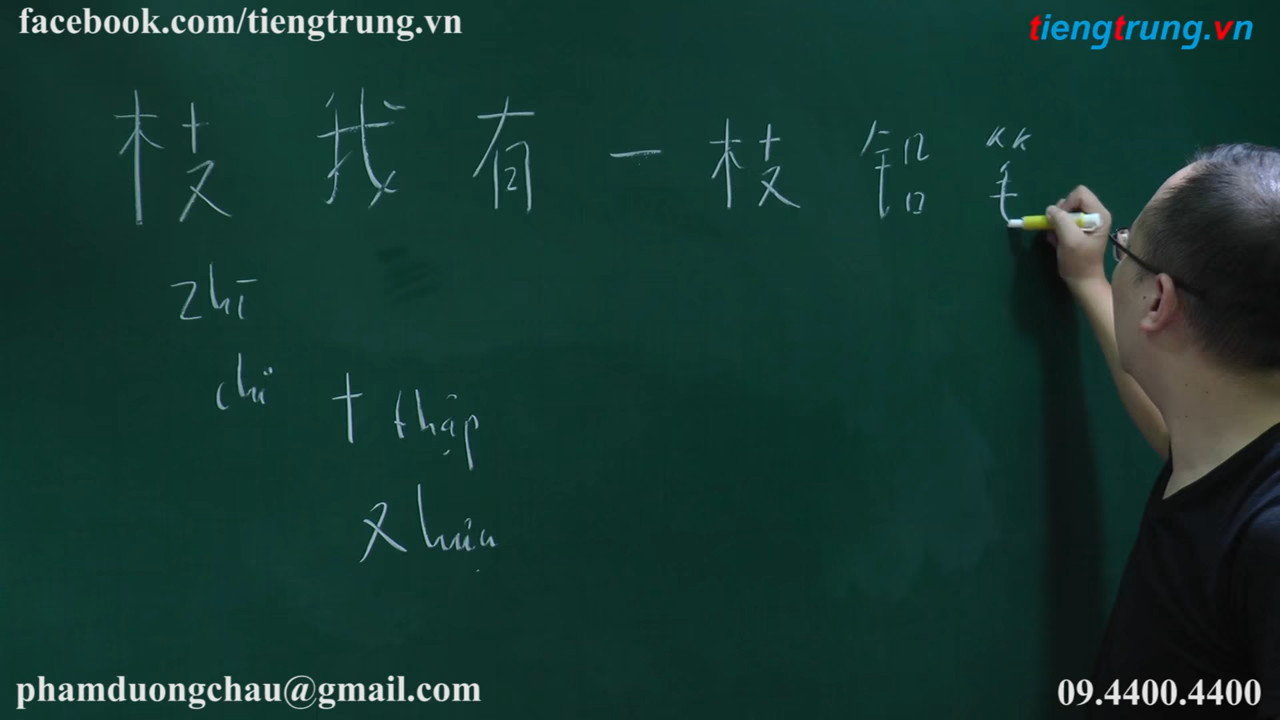 facebook.com/tiengtrung.vn
tiengtrung.vn
枝 我 有 一 枝 铅 笔
zhī
chi
十 thập
又 hựu
phamduongchau@gmail.com
09.4400.4400